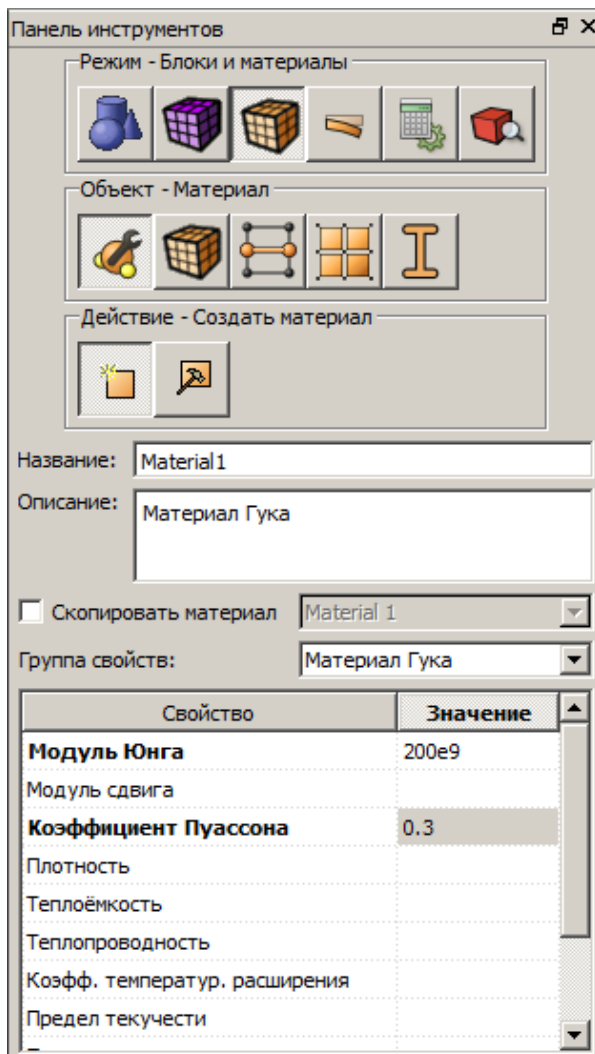 Панель инструментов
Режим - Блоки и материалы
Объект - Материал
Действие - Создать материал
Название: Material1
Описание: Материал Гука
Скопировать материал Material 1
Группа свойств: Материал Гука
Свойство Значение
Модуль Юнга 200e9
Модуль сдвига
Коэффициент Пуассона 0.3
Плотность
Теплоёмкость
Теплопроводность
Коэфф. температур. расширения
Предел текучести